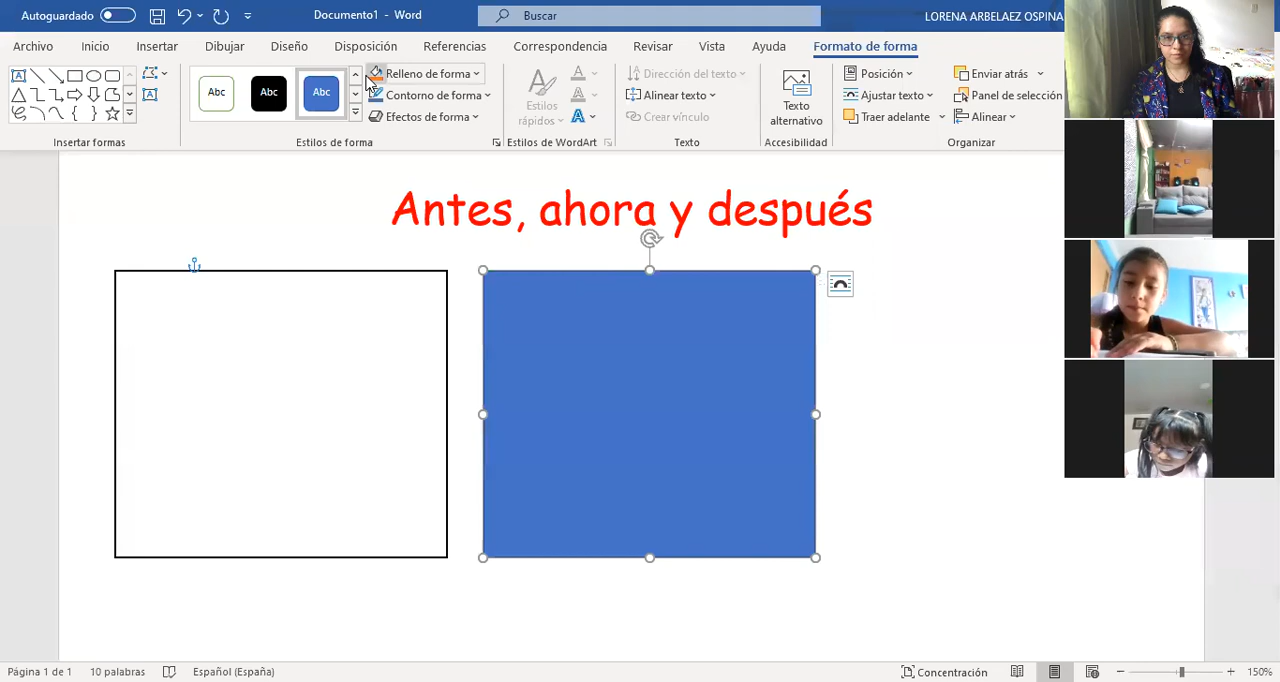 Autoguardado
Documento1 - Word
Buscar
LORENA ARBELAEZ OSPINA
Archivo Inicio Insertar Dibujar Diseño Disposición Referencias Correspondencia Revisar Vista Ayuda Formato de forma
Abc Abc Abc
Relleno de forma
Contorno de forma
Efectos de forma
Estilos rápidos
Dirección del texto
Alinear texto
Crear vínculo
Texto alternativo
Posición
Ajustar texto
Traer adelante
Enviar atrás
Panel de selección
Alinear
Insertar formas
Estilos de forma
Estilos de WordArt
Texto
Accesibilidad
Organizar
Antes, ahora y después
Página 1 de 1 10 palabras Español (España) Concentración 150%